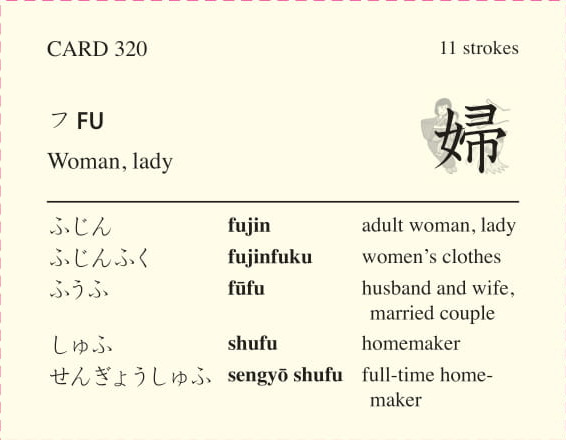 CARD 320 11 strokes
フ FU 婦
Woman, lady
ふじん fujin adult woman, lady
ふじんふく fujinfuku women’s clothes
ふうふ fūfu husband and wife,
married couple
しゅふ shufu homemaker
せんぎょうしゅふ sengyō shufu full-time home-
maker